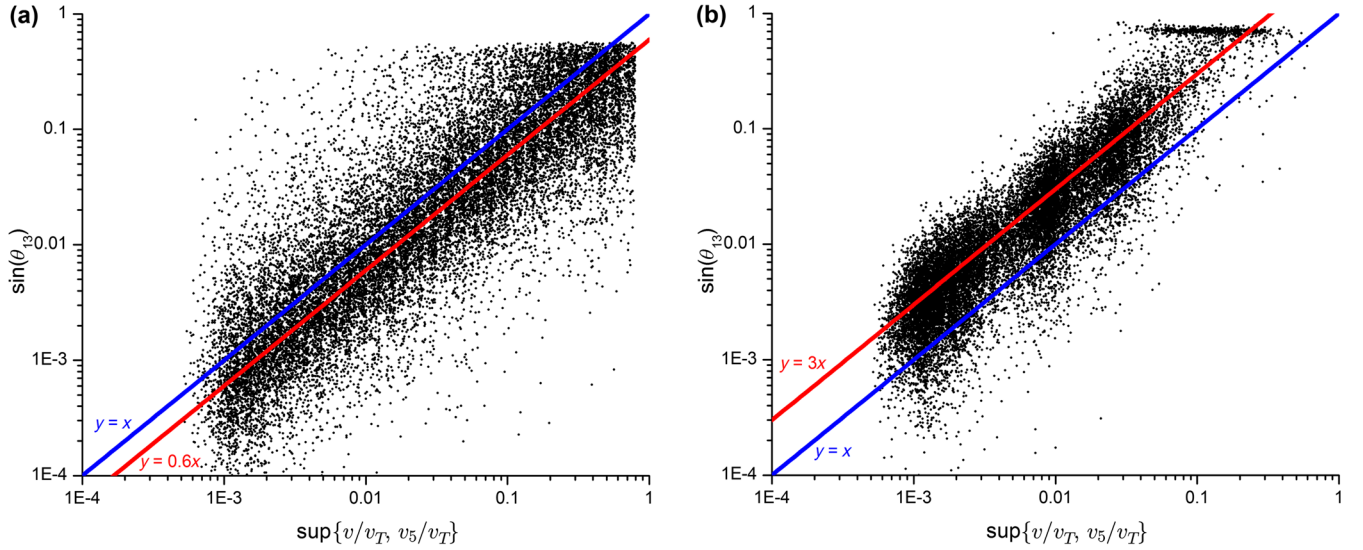 (a)
1
0.1
0.01
1E-3
1E-4
sin(θ13)
y = x
y = 0.6x
1E-4 1E-3 0.01 0.1 1
sup{v/vT, v5/vT}
(b)
1
0.1
0.01
1E-3
1E-4
sin(θ13)
y = 3x
y = x
1E-4 1E-3 0.01 0.1 1
sup{v/vT, v5/vT}